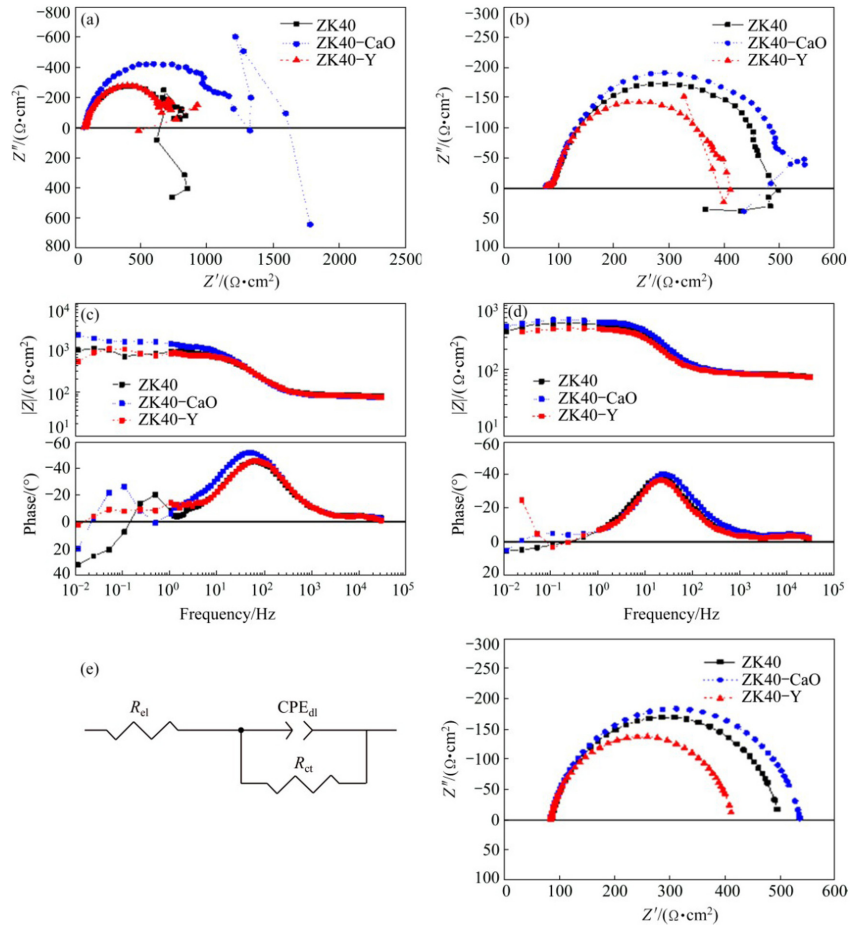 (a)
ZK40
ZK40-CaO
ZK40-Y
Z″/(Ω•cm²)
-800
-600
-400
-200
0
200
400
600
800
0 500 1000 1500 2000 2500
Z′/(Ω•cm²)
(b)
ZK40
ZK40-CaO
ZK40-Y
Z″/(Ω•cm²)
-300
-250
-200
-150
-100
-50
0
50
100
0 100 200 300 400 500 600
Z′/(Ω•cm²)
(c)
|Z|/(Ω•cm²)
10⁴
10³
10²
10¹
ZK40
ZK40-CaO
ZK40-Y
Phase/(°)
-60
-40
-20
0
20
40
10⁻² 10⁻¹ 10⁰ 10¹ 10² 10³ 10⁴ 10⁵
Frequency/Hz
(d)
|Z|/(Ω•cm²)
10³
10²
10¹
ZK40
ZK40-CaO
ZK40-Y
Phase/(°)
-60
-40
-20
0
20
10⁻² 10⁻¹ 10⁰ 10¹ 10² 10³ 10⁴ 10⁵
Frequency/Hz
(e)
Rel
CPEdl
Rct
ZK40
ZK40-CaO
ZK40-Y
Z″/(Ω•cm²)
-300
-250
-200
-150
-100
-50
0
50
100
0 100 200 300 400 500 600
Z′/(Ω•cm²)